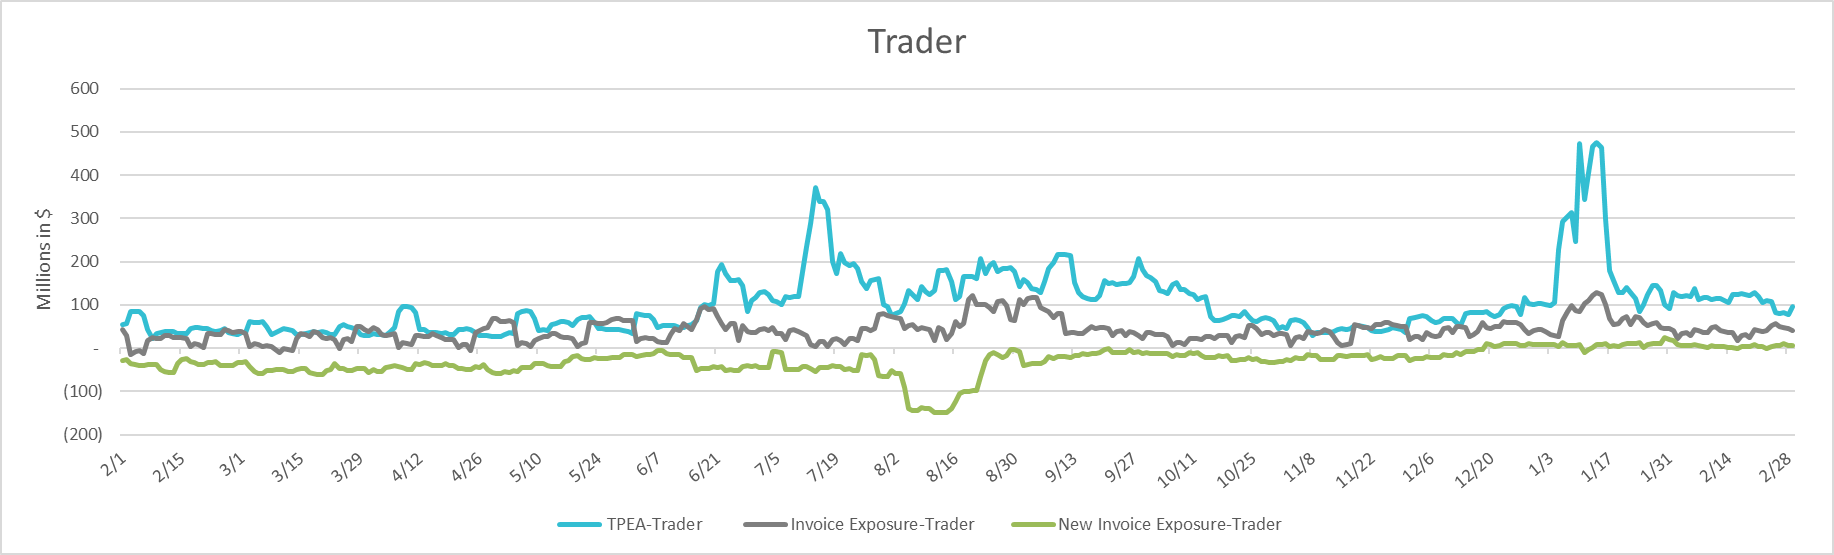 Trader
Millions in $
600
500
400
300
200
100
-
(100)
(200)
2/1 2/15 3/1 3/15 3/29 4/12 4/26 5/10 5/24 6/7 6/21 7/5 7/19 8/2 8/16 8/30 9/13 9/27 10/11 10/25 11/8 11/22 12/6 12/20 1/3 1/17 1/31 2/14 2/28
TPEA-Trader Invoice Exposure-Trader New Invoice Exposure-Trader